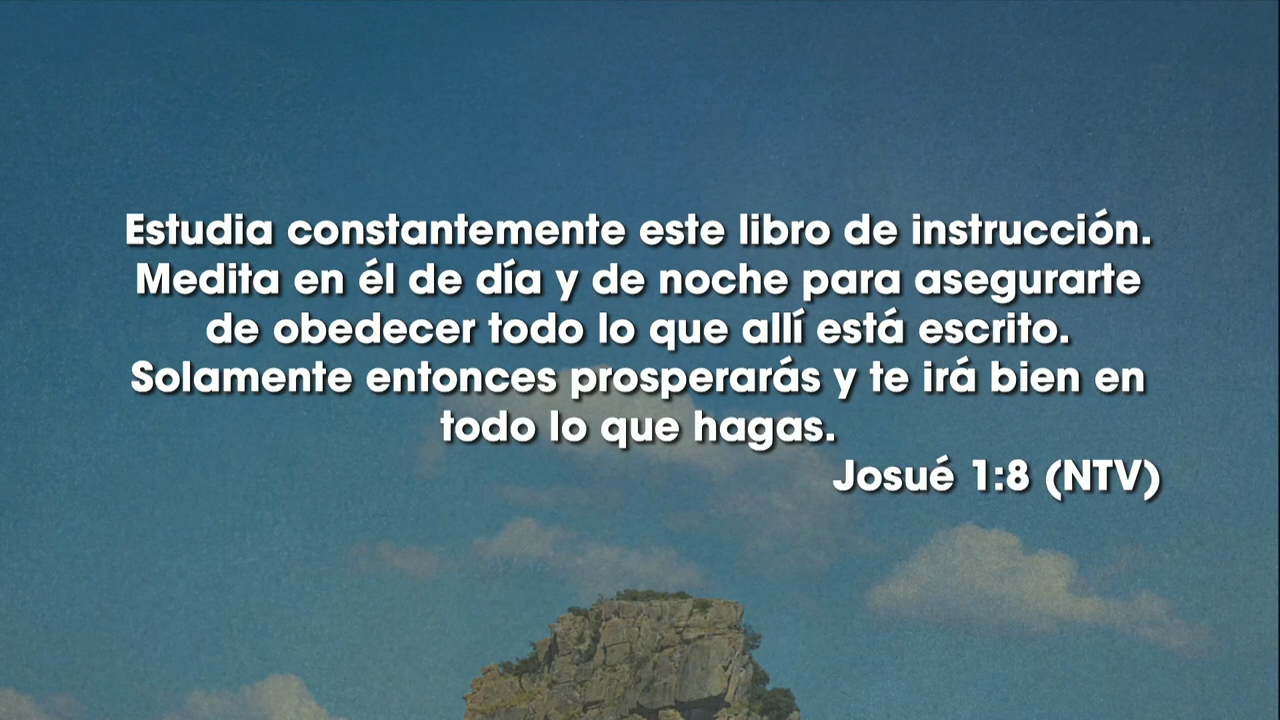 Estudia constantemente este libro de instrucción.
Medita en él de día y de noche para asegurarte
de obedecer todo lo que allí está escrito.
Solamente entonces prosperarás y te irá bien en
todo lo que hagas.
Josué 1:8 (NTV)